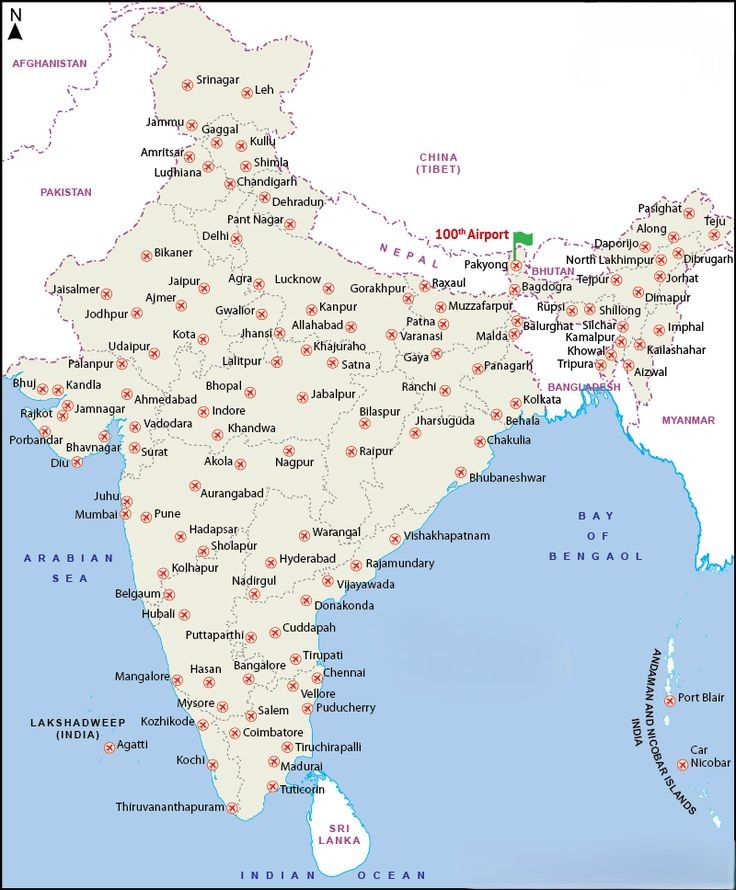 N
AFGHANISTAN
PAKISTAN
CHINA
(TIBET)
NEPAL
BHUTAN
BANGLADESH
MYANMAR
Srinagar
Leh
Jammu
Gaggal
Kullu
Amritsar
Ludhiana
Shimla
Chandigarh
Dehradun
Pant Nagar
Delhi
Bikaner
100th Airport
Pakyong
Bagdogra
Pasighat
Teju
Along
Daporijo
North Lakhimpur
Dibrugarh
Tejpur
Jorhat
Dimapur
Rupsi
Shillong
Silchar
Imphal
Kamalpur
Kailashahar
Khowal
Tripura
Aizwal
Jaisalmer
Jaipur
Agra
Lucknow
Gorakhpur
Raxaul
Ajmer
Jodhpur
Gwalior
Kanpur
Muzzafarpur
Allahabad
Patna
Balurghat
Kota
Jhansi
Varanasi
Malda
Udaipur
Khajuraho
Gaya
Palanpur
Lalitpur
Satna
Panagarh
Bhuj
Kandla
Bhopal
Ranchi
Ahmedabad
Jabalpur
Kolkata
Jamnagar
Rajkot
Indore
Bilaspur
Jharsuguda
Behala
Vadodara
Khandwa
Porbandar
Bhavnagar
Chakulia
Surat
Diu
Akola
Nagpur
Raipur
Bhubaneshwar
Aurangabad
Juhu
Mumbai
Pune
Hadapsar
Warangal
Vishakhapatnam
Sholapur
Hyderabad
Rajamundary
Kolhapur
Nadirgul
Vijayawada
Belgaum
Donakonda
Hubali
Cuddapah
Puttaparthi
Tirupati
Bangalore
Hasan
Chennai
Mangalore
Vellore
Mysore
Salem
Puducherry
Kozhikode
Coimbatore
Tiruchirapalli
Kochi
Madurai
Tuticorin
Thiruvananthapuram
LAKSHADWEEP
(INDIA)
Agatti
ARABIAN
SEA
BAY
OF
BENGAOL
Port Blair
Car
Nicobar
ANDAMAN AND NICOBAR ISLANDS
INDIA
SRI
LANKA
INDIAN OCEAN